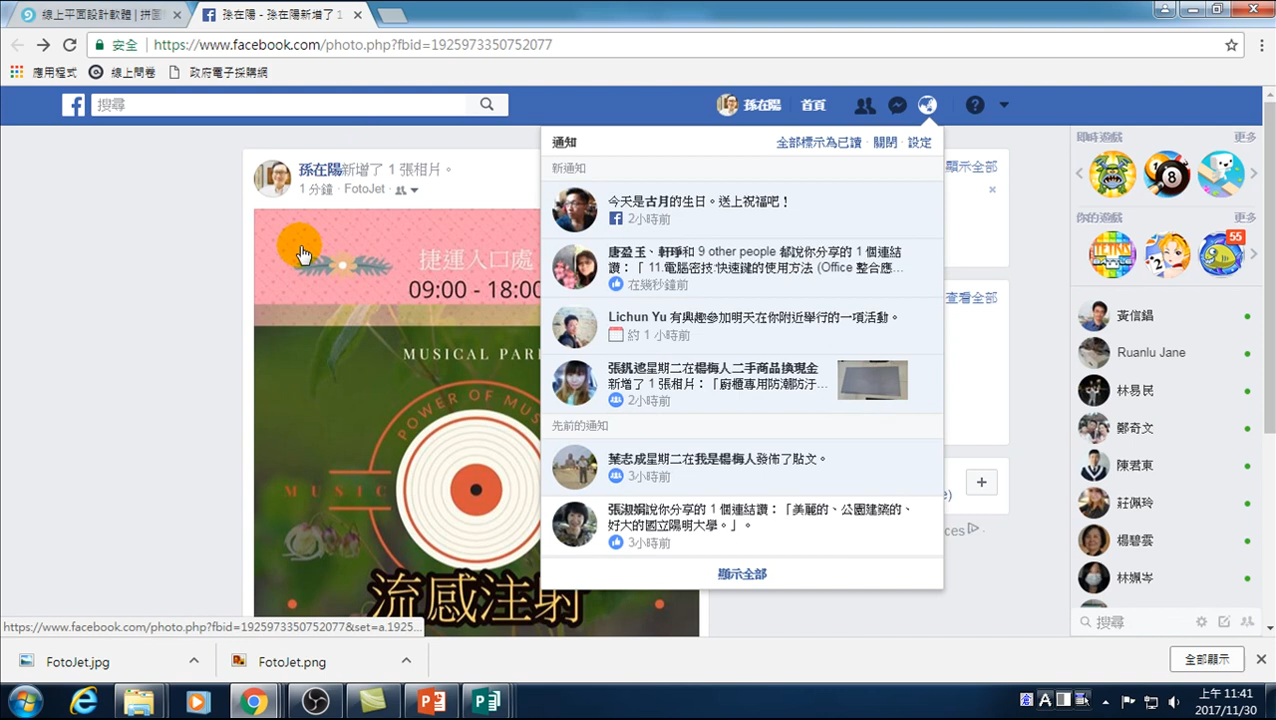 線上平面設計軟體 | 拼圖
孫在陽 - 孫在陽新增了 1
安全
https://www.facebook.com/photo.php?fbid=1925973350752077
應用程式
線上問卷
政府電子採購網
搜尋
孫在陽
首頁
通知
全部標示為已讀 · 關閉 · 設定
新通知
今天是古月的生日。送上祝福吧！
2小時前
唐盈玉、軒琤和 9 other people 都說你分享的 1 個連結
讚：「 11.電腦密技:快速鍵的使用方法 (Office 整合應…
在幾秒鐘前
Lichun Yu 有興趣參加明天在你附近舉行的一項活動。
約 1 小時前
星期二在楊梅人二手商品換現金
新增了 1 張相片：「廚櫃專用防潮防汙…
2小時前
先前的通知
葉志成星期二在我是楊梅人發佈了貼文。
3小時前
張淑娟說你分享的 1 個連結讚：「美麗的、公園建築的、
好大的國立陽明大學。」。
3小時前
顯示全部
孫在陽新增了 1 張相片。
1 分鐘 · FotoJet ·
捷運入口處
09:00 - 18:00
MUSICAL PAR
POWER OF MUS
MUSIC
流感注射
顯示全部
查看全部
)
ces
即時遊戲
更多
你的遊戲
更多
55
黃信錩
Ruanlu Jane
林易民
鄭奇文
陳君東
莊佩玲
楊碧雲
林姵岑
搜尋
https://www.facebook.com/photo.php?fbid=1925973350752077&set=a.1925...
FotoJet.jpg
FotoJet.png
全部顯示
A
上午 11:41
2017/11/30